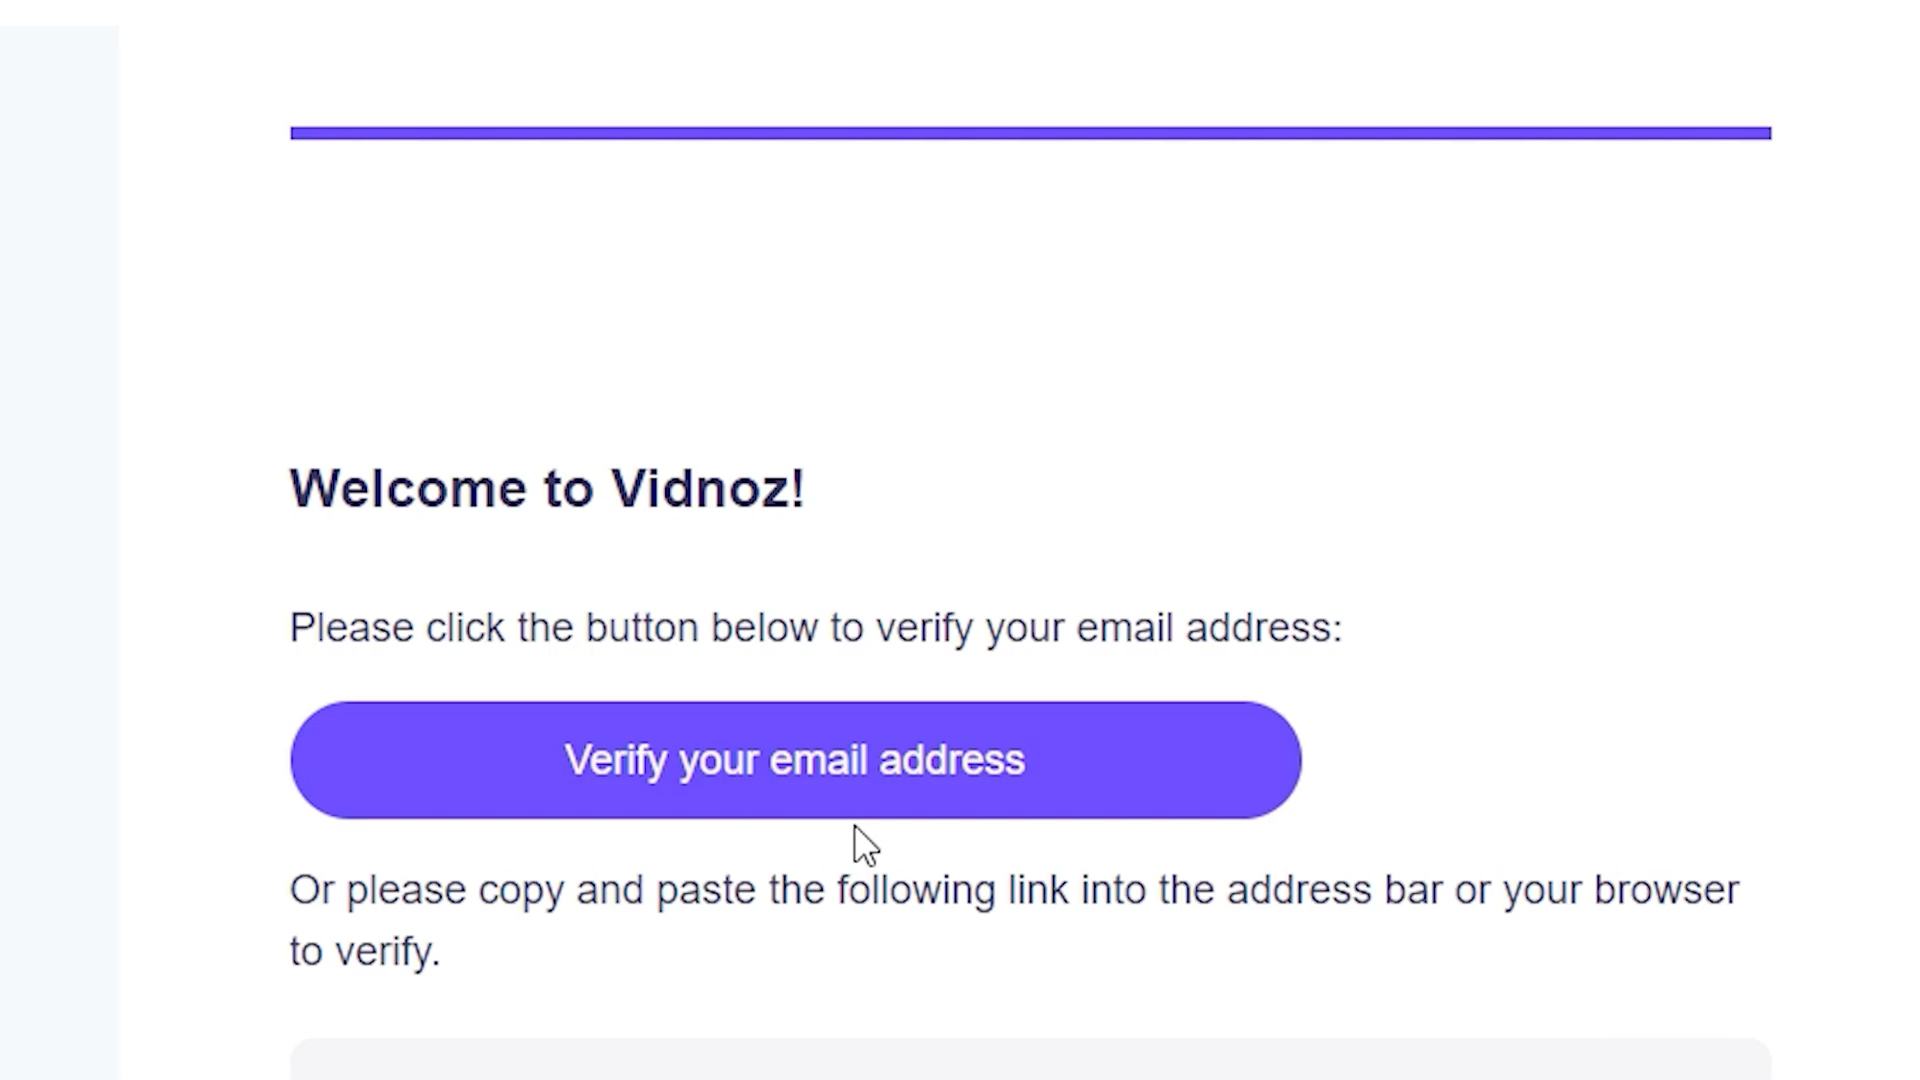 Welcome to Vidnoz!
Please click the button below to verify your email address:
Verify your email address
Or please copy and paste the following link into the address bar or your browser
to verify.